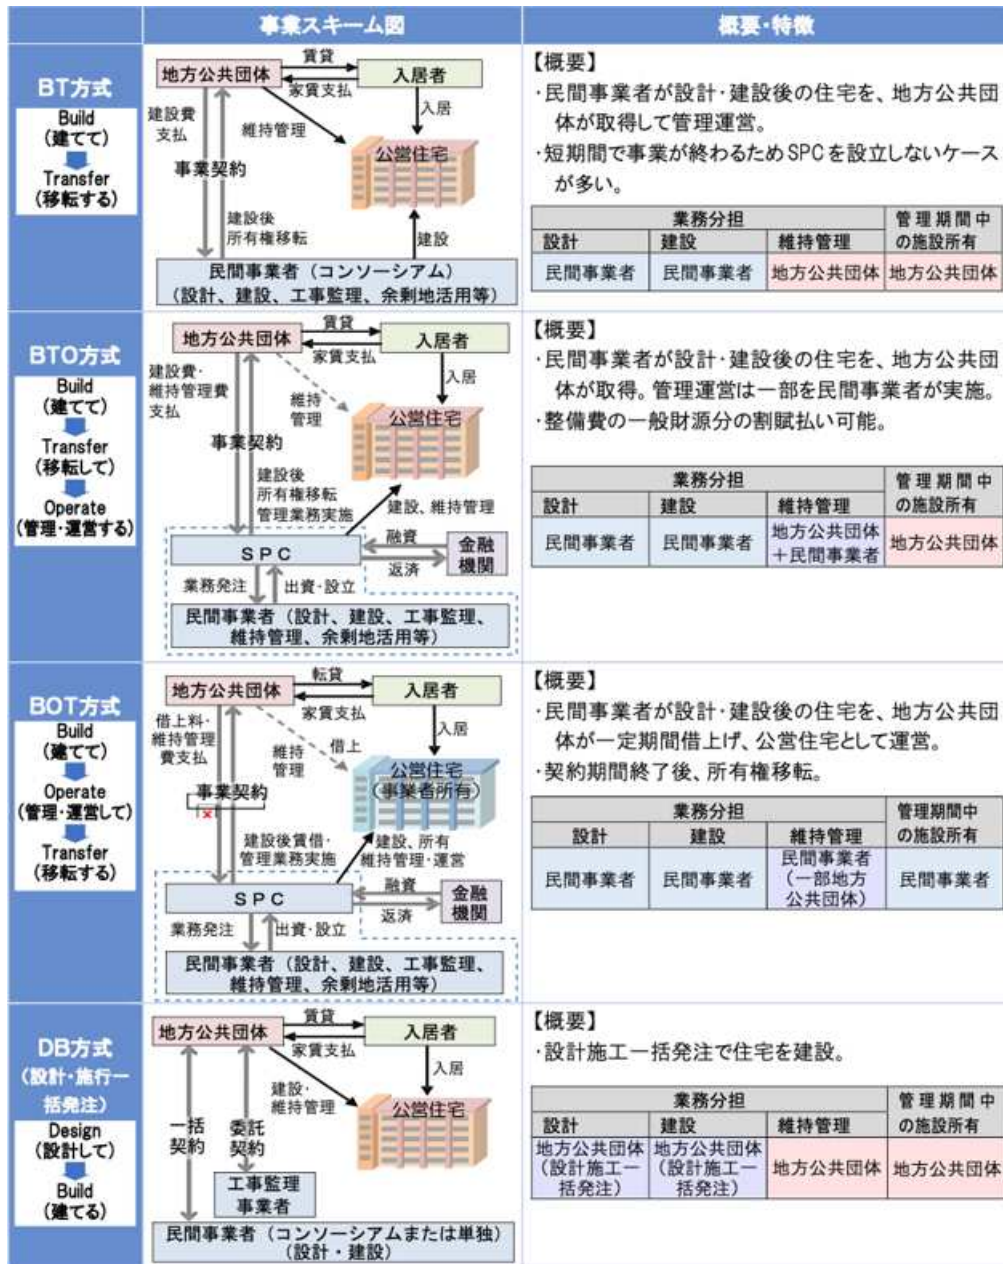 事業スキーム図
概要・特徴
BT方式
Build
(建てて)
Transfer
(移転する)
地方公共団体
賃貸
家賃支払
入居者
建設費
支払
維持管理
入居
公営住宅
事業契約
建設後
所有権移転
建設
民間事業者（コンソーシアム）
(設計、建設、工事監理、余剰地活用等)
【概要】
・民間事業者が設計・建設後の住宅を、地方公共団
体が取得して管理運営。
・短期間で事業が終わるためSPCを設立しないケース
が多い。
業務分担
管理期間中
の施設所有
設計
建設
維持管理
民間事業者
民間事業者
地方公共団体
地方公共団体
BTO方式
Build
(建てて)
Transfer
(移転して)
Operate
(管理・運営する)
地方公共団体
賃貸
家賃支払
入居者
建設費・
維持管理費
支払
維持
管理
入居
公営住宅
事業契約
建設後
所有権移転
管理業務実施
建設、維持管理
SPC
融資
返済
金融
機関
業務発注
出資・設立
民間事業者（設計、建設、工事監理、
維持管理、余剰地活用等）
【概要】
・民間事業者が設計・建設後の住宅を、地方公共団
体が取得。管理運営は一部を民間事業者が実施。
・整備費の一般財源分の割賦払い可能。
業務分担
管理期間中
の施設所有
設計
建設
維持管理
民間事業者
民間事業者
地方公共団体
＋民間事業者
地方公共団体
BOT方式
Build
(建てて)
Operate
(管理・運営して)
Transfer
(移転する)
地方公共団体
転貸
家賃支払
入居者
借上料・
維持管理
費支払
維持
管理
借上
入居
公営住宅
(事業者所有)
事業契約
建設後賃借・
管理業務実施
建設、所有
維持管理・運営
SPC
融資
返済
金融
機関
業務発注
出資・設立
民間事業者（設計、建設、工事監理、
維持管理、余剰地活用等）
【概要】
・民間事業者が設計・建設後の住宅を、地方公共団
体が一定期間借上げ、公営住宅として運営。
・契約期間終了後、所有権移転。
業務分担
管理期間中
の施設所有
設計
建設
維持管理
民間事業者
民間事業者
民間事業者
(一部地方
公共団体)
民間事業者
DB方式
(設計・施行一
括発注)
Design
(設計して)
Build
(建てる)
地方公共団体
賃貸
家賃支払
入居者
入居
建設・
維持管理
公営住宅
一括
契約
委託
契約
工事監理
事業者
民間事業者（コンソーシアムまたは単独）
(設計・建設)
【概要】
・設計施工一括発注で住宅を建設。
業務分担
管理期間中
の施設所有
設計
建設
維持管理
地方公共団体
(設計施工一
括発注)
地方公共団体
(設計施工一
括発注)
地方公共団体
地方公共団体